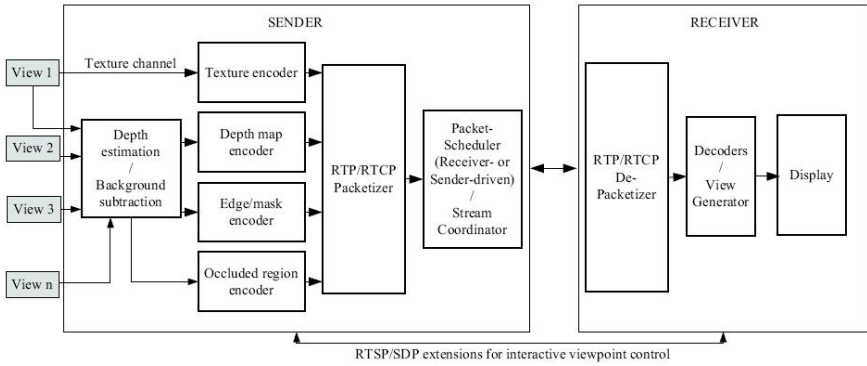 SENDER
RECEIVER
View 1
Texture channel
Texture encoder
View 2
Depth
estimation
/
Background
subtraction
Depth map
encoder
View 3
Edge/mask
encoder
View n
Occluded region
encoder
RTP/RTCP
Packetizer
Packet-
Scheduler
(Receiver- or
Sender-driven)
/
Stream
Coordinator
RTP/RTCP
De-
Packetizer
Decoders
/
View
Generator
Display
RTSP/SDP extensions for interactive viewpoint control